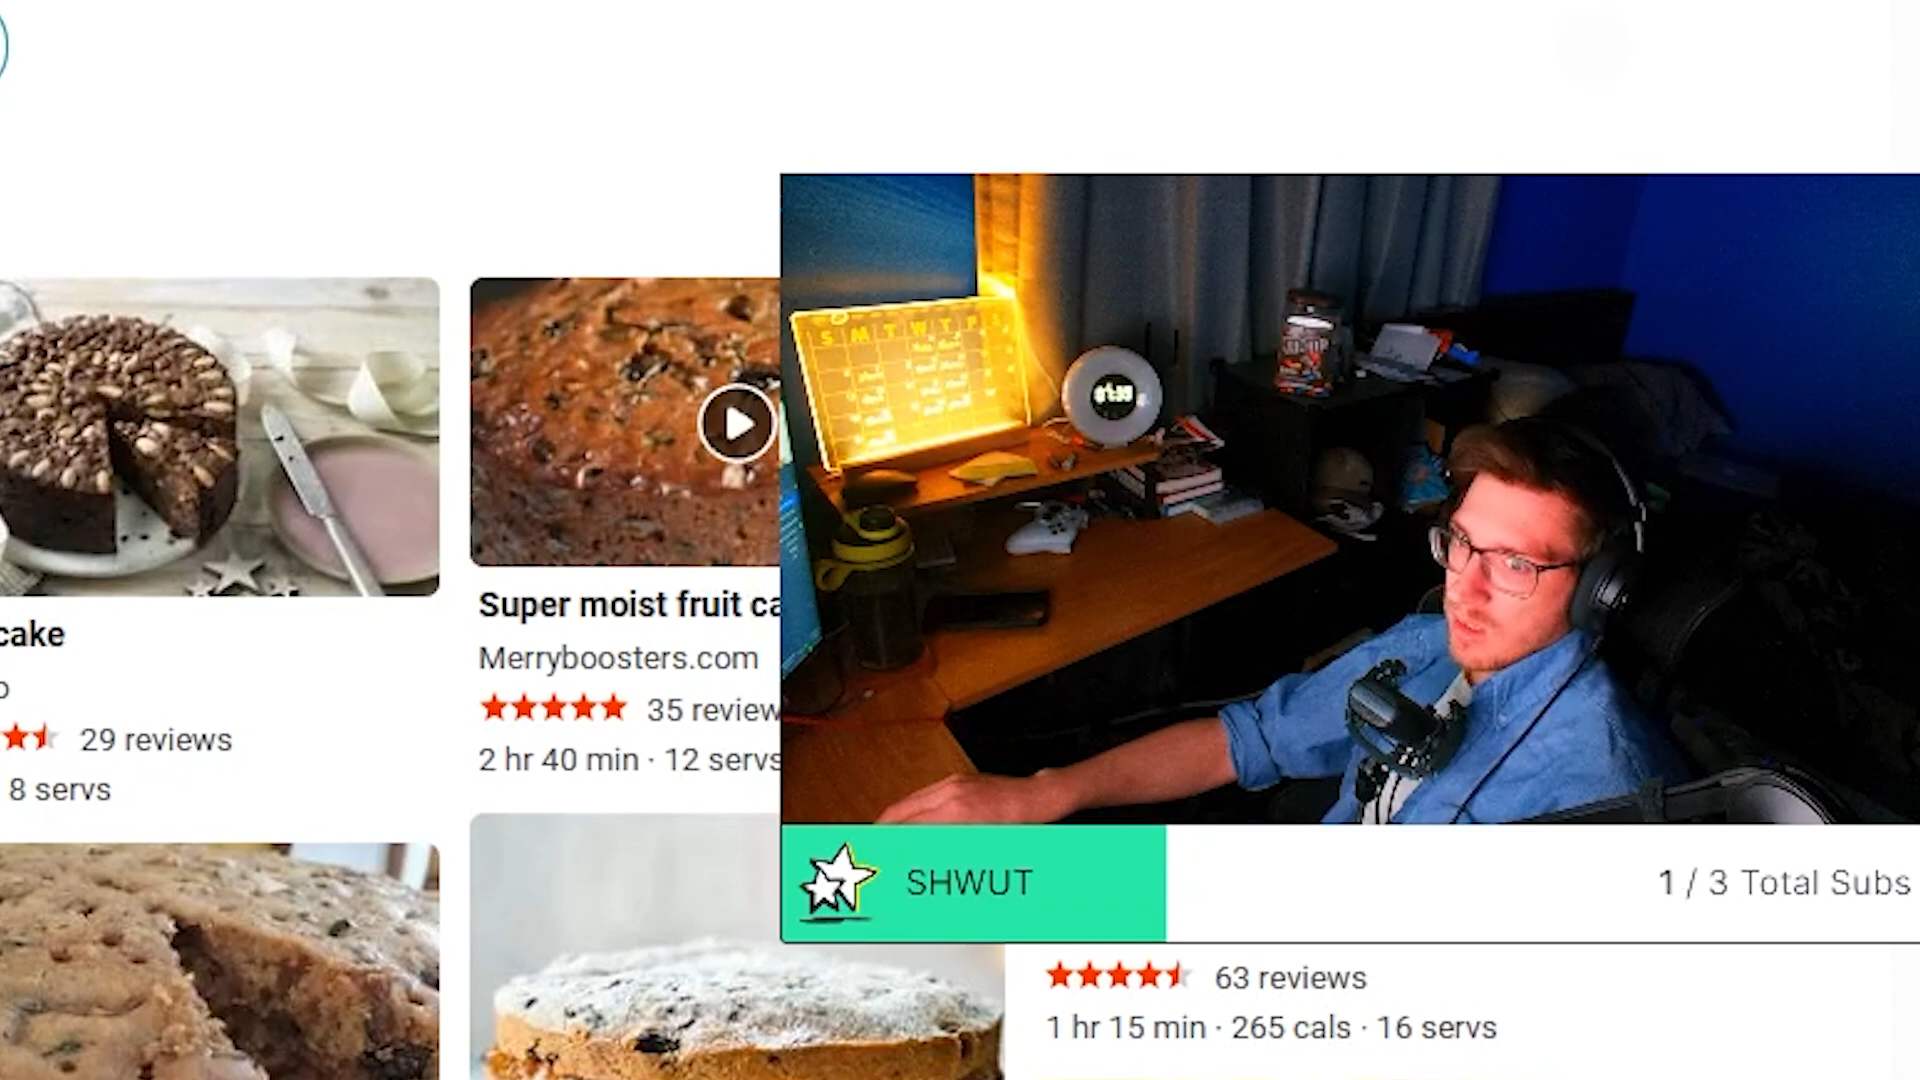 S M T W T F S
cake
29 reviews
8 servs
Super moist fruit ca
Merryboosters.com
35 review
2 hr 40 min · 12 servs
SHWUT
1 / 3 Total Subs
63 reviews
1 hr 15 min · 265 cals · 16 servs